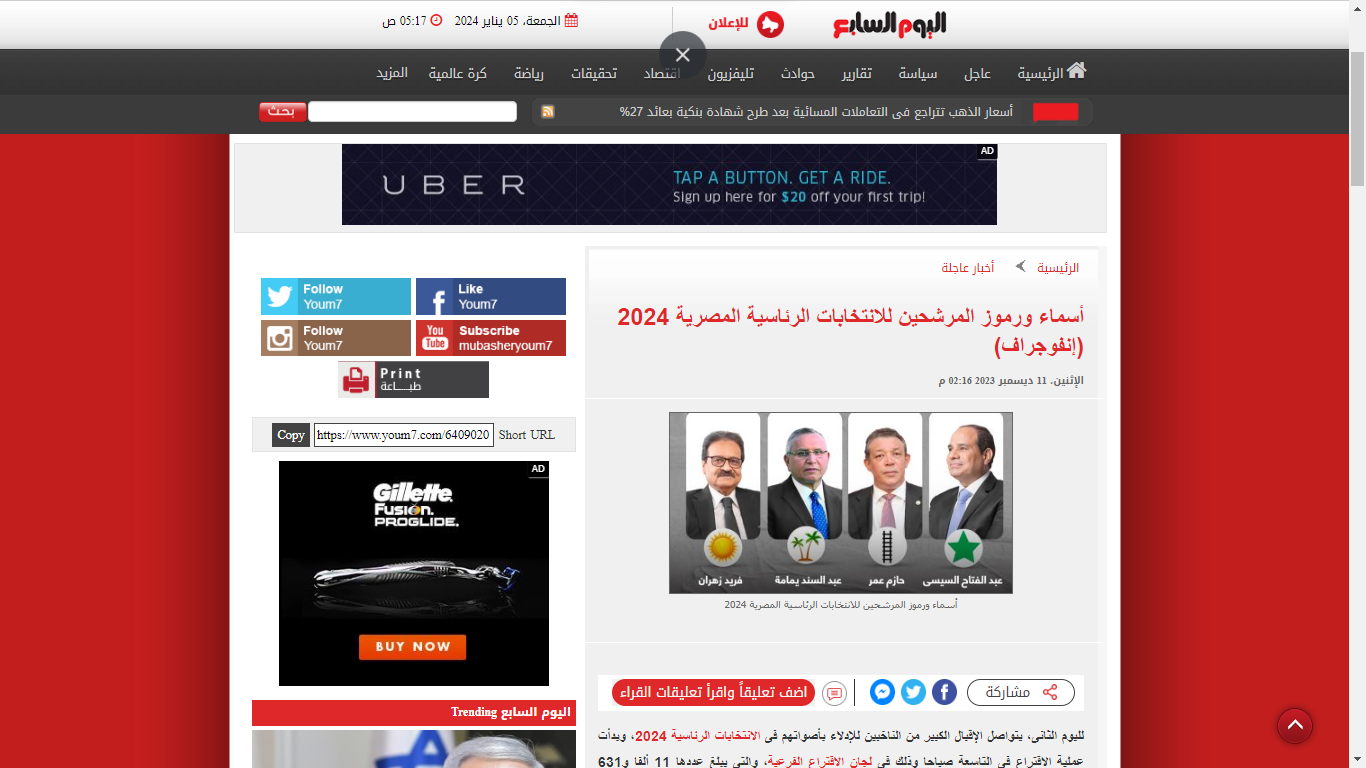 اليوم السابع
للإعلان
الجمعة، 05 يناير 2024
05:17 ص
الرئيسية
عاجل
سياسة
تقارير
حوادث
تليفزيون
اقتصاد
تحقيقات
رياضة
كرة عالمية
المزيد
أسعار الذهب تتراجع فى التعاملات المسائية بعد طرح شهادة بنكية بعائد 27%
بحث
AD
UBER
TAP A BUTTON. GET A RIDE.
Sign up here for $20 off your first trip!
الرئيسية
أخبار عاجلة
أسماء ورموز المرشحين للانتخابات الرئاسية المصرية 2024
(إنفوجراف)
الإثنين، 11 ديسمبر 2023 02:16 م
عبد الفتاح السيسى
حازم عمر
عبد السند يمامة
فريد زهران
أسماء ورموز المرشحين للانتخابات الرئاسية المصرية 2024
مشاركة
اضف تعليقاً واقرأ تعليقات القراء
لليوم الثانى، يتواصل الإقبال الكبير من الناخبين للإدلاء بأصواتهم فى الانتخابات الرئاسية 2024، وبدأت
عملية الاقتراع فى التاسعة صباحا وذلك فى لجان الاقتراع الفرعية، والتى يبلغ عددها 11 ألفا و631
Follow
Youm7
Like
Youm7
Follow
Youm7
You Tube
Subscribe
mubasheryoum7
Print
طبـــاعة
Copy
https://www.youm7.com/6409020
Short URL
AD
Gillette
FUSION.
PROGLIDE.
BUY NOW
اليوم السابع Trending